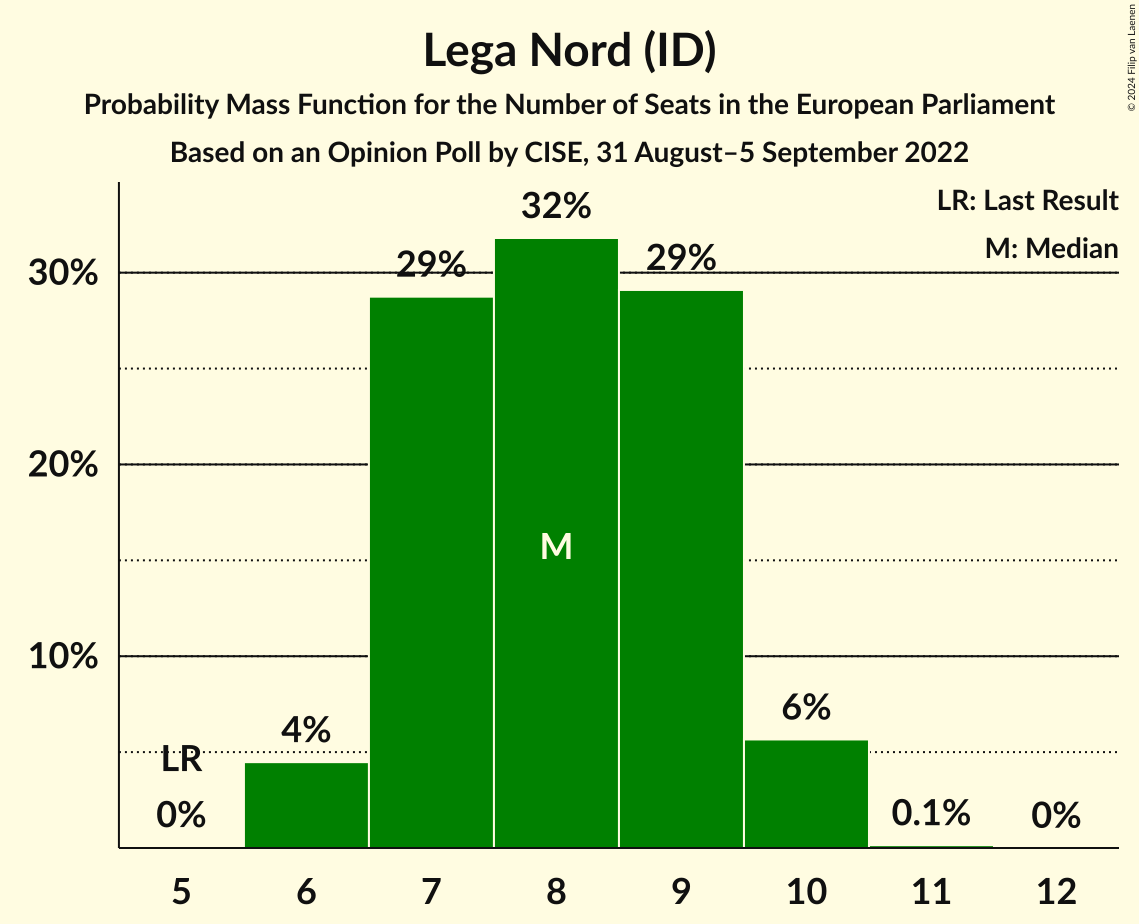 Lega Nord (ID)
Probability Mass Function for the Number of Seats in the European Parliament
Based on an Opinion Poll by CISE, 31 August–5 September 2022
© 2024 Filip van Laenen
LR: Last Result
M: Median
32%
29%
29%
30%
20%
M
10%
6%
4%
LR
0%
0.1%
0%
5 6 7 8 9 10 11 12